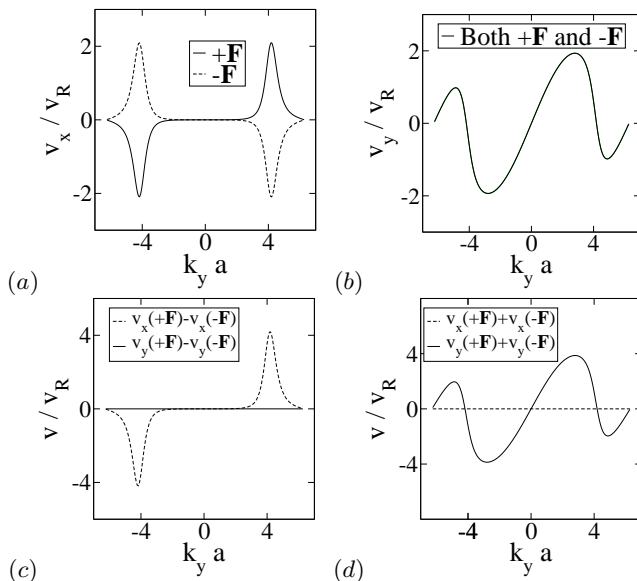 v_x / v_R
2
0
-2
+F
-F
-4 0 4
k_y a
(a)
v_y / v_R
2
0
-2
Both +F and -F
-4 0 4
k_y a
(b)
v / v_R
4
0
-4
v_x(+F)-v_x(-F)
v_y(+F)-v_y(-F)
-4 0 4
k_y a
(c)
v / v_R
4
0
-4
v_x(+F)+v_x(-F)
v_y(+F)+v_y(-F)
-4 0 4
k_y a
(d)